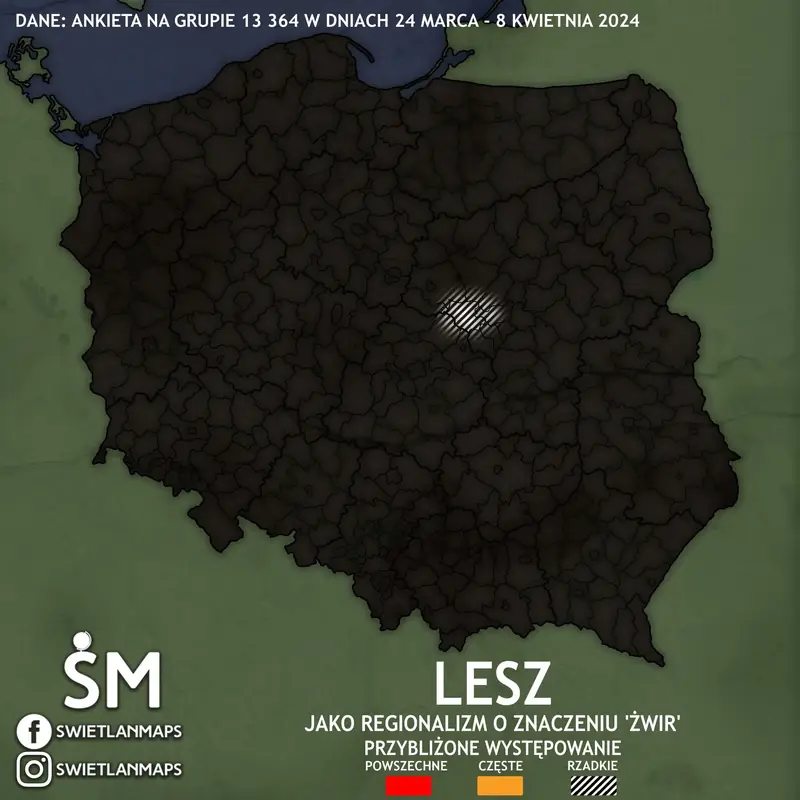 DANE: ANKIETA NA GRUPIE 13 364 W DNIACH 24 MARCA - 8 KWIETNIA 2024
LESZ
JAKO REGIONALIZM O ZNACZENIU 'ŻWIR'
PRZYBLIŻONE WYSTĘPOWANIE
POWSZECHNE CZĘSTE RZADKIE
ŚM
SWIETLANMAPS
SWIETLANMAPS